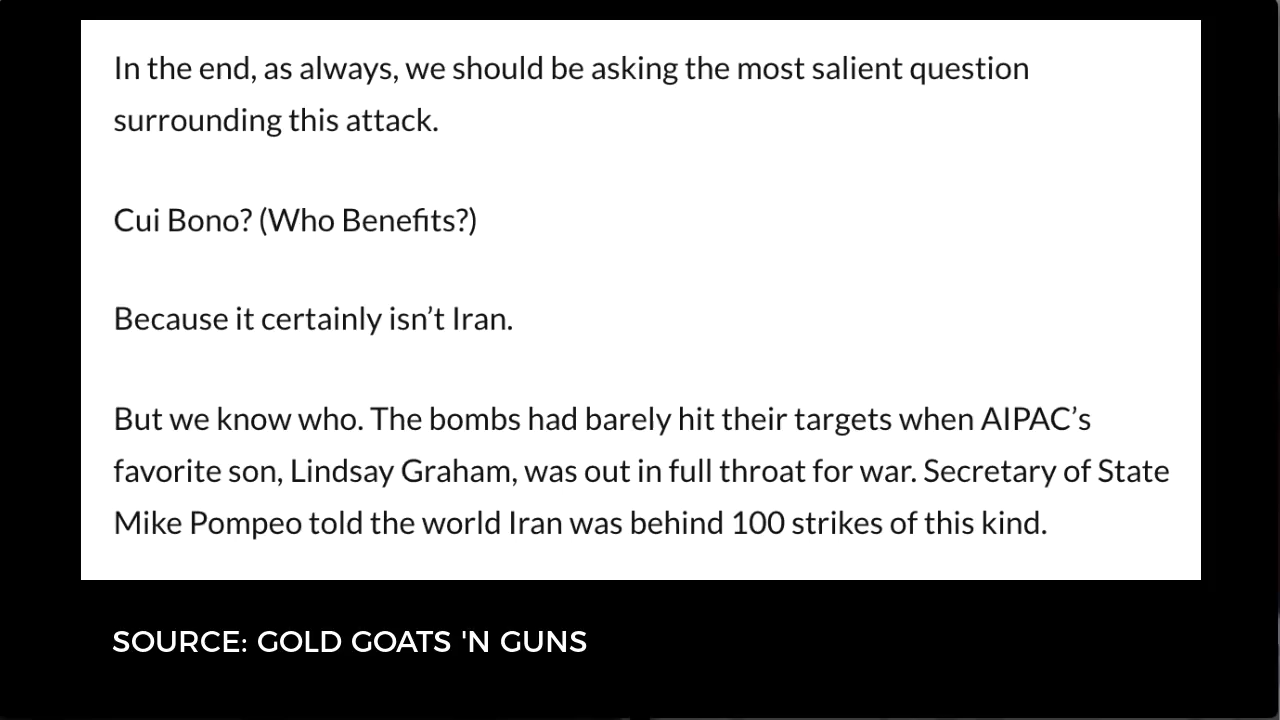 In the end, as always, we should be asking the most salient question
surrounding this attack.
Cui Bono? (Who Benefits?)
Because it certainly isn’t Iran.
But we know who. The bombs had barely hit their targets when AIPAC’s
favorite son, Lindsay Graham, was out in full throat for war. Secretary of State
Mike Pompeo told the world Iran was behind 100 strikes of this kind.
SOURCE: GOLD GOATS 'N GUNS